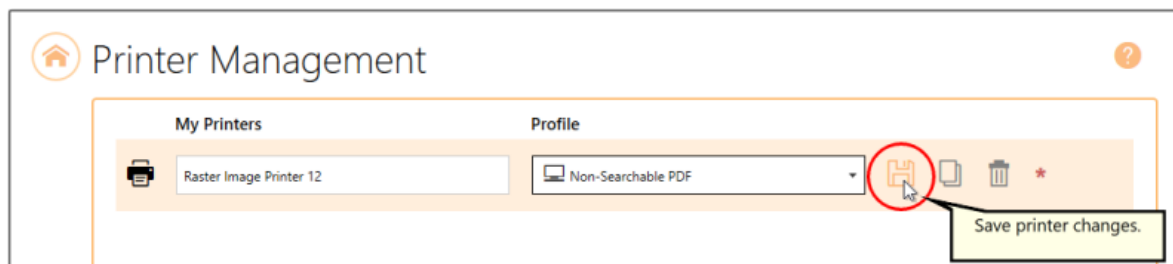 Printer Management
?
My Printers Profile
Raster Image Printer 12 Non-Searchable PDF *
Save printer changes.